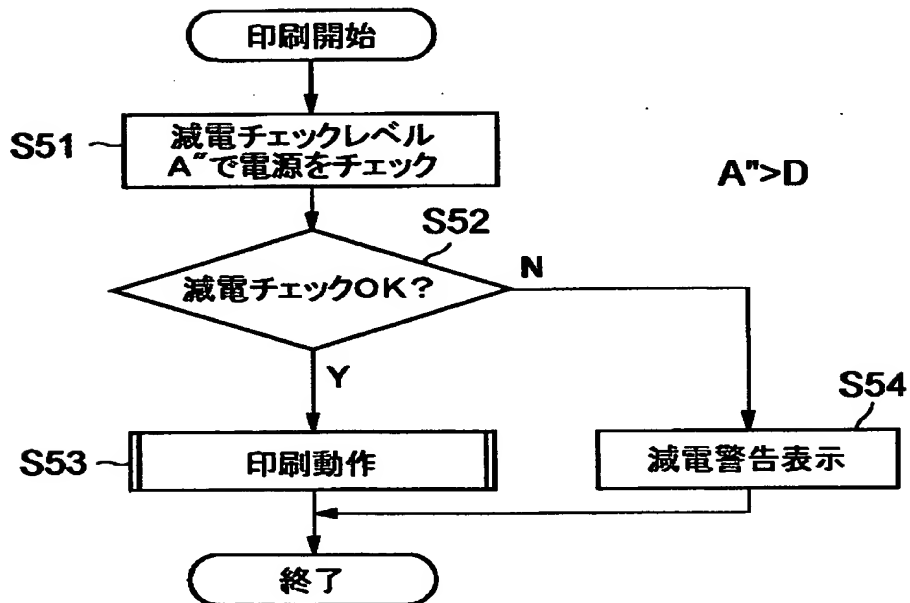 印刷開始
S51
減電チェックレベル
A"で電源をチェック
A">D
S52
減電チェックOK?
N
Y
S54
S53
印刷動作
減電警告表示
終了